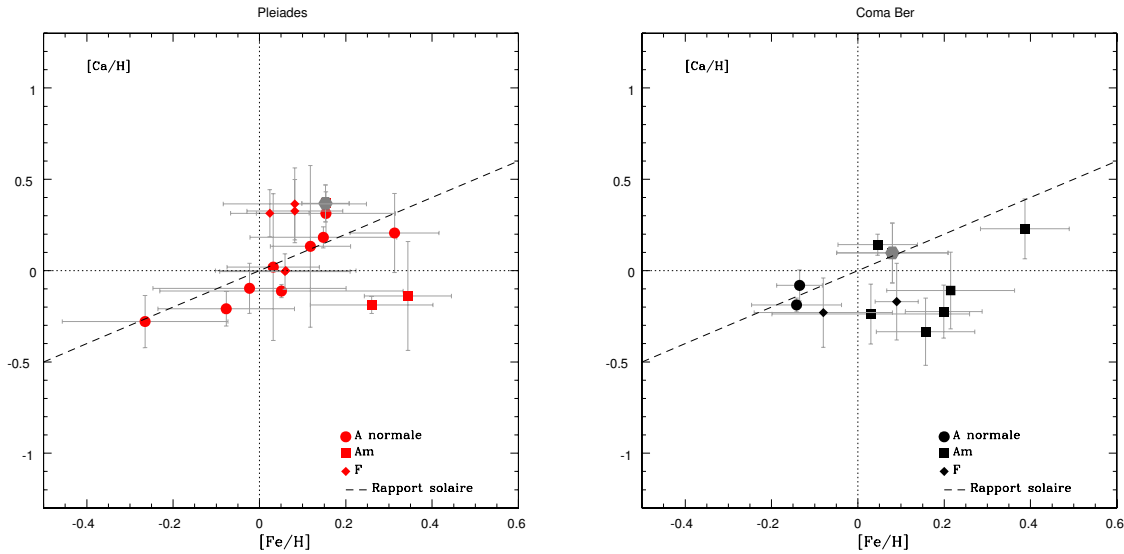 Pleiades
[Ca/H]
1
0.5
0
-0.5
-1
A normale
Am
F
Rapport solaire
-0.4
-0.2
0
0.2
0.4
0.6
[Fe/H]
Coma Ber
[Ca/H]
1
0.5
0
-0.5
-1
A normale
Am
F
Rapport solaire
-0.4
-0.2
0
0.2
0.4
0.6
[Fe/H]